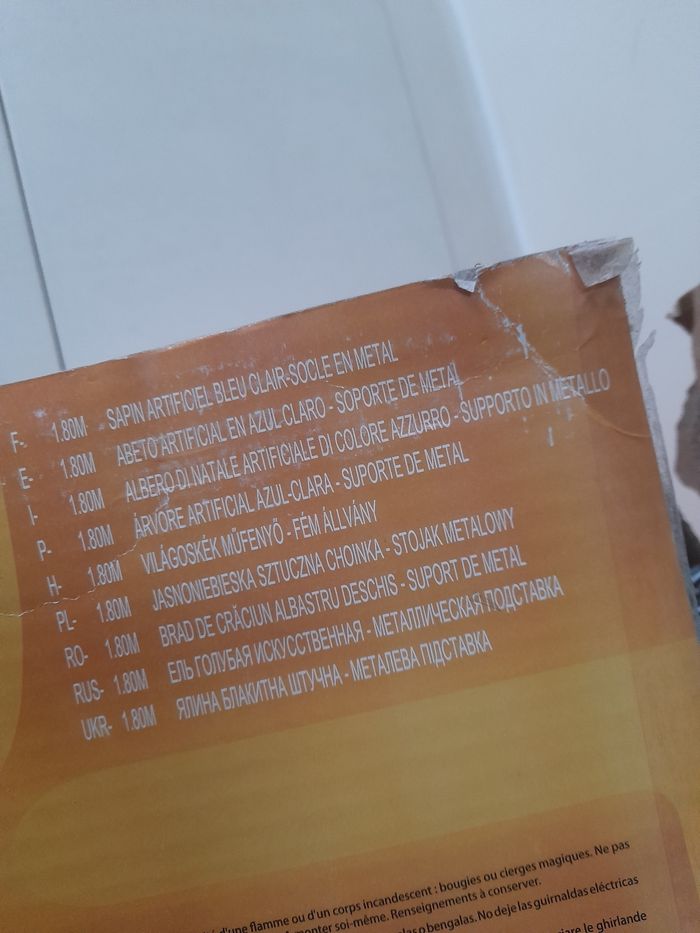 F- 1.80M SAPIN ARTIFICIEL BLEU CLAIR-SOCLE EN METAL
E- 1.80M ABETO ARTIFICIAL EN AZUL CLARO - SOPORTE DE METAL
I- 1.80M ALBERO DI NATALE ARTIFICIALE DI COLORE AZZURRO - SUPPORTO IN METALLO
P- 1.80M ÁRVORE ARTIFICIAL AZUL-CLARA - SUPORTE DE METAL
H- 1.80M VILÁGOSKÉK MŰFENYŐ - FÉM ÁLLVÁNY
PL- 1.80M JASNONIEBIESKA SZTUCZNA CHOINKA - STOJAK METALOWY
RO- 1.80M BRAD DE CRĂCIUN ALBASTRU DESCHIS - SUPORT DE METAL
RUS- 1.80M ЕЛЬ ГОЛУБАЯ ИСКУССТВЕННАЯ - МЕТАЛЛИЧЕСКАЯ ПОДСТАВКА
UKR- 1.80M ЯЛИНА БЛАКИТНА ШТУЧНА - МЕТАЛЕВА ПІДСТАВКА
d'une flamme ou d'un corps incandescent : bougies ou cierges magiques. Ne pas
monter soi-même. Renseignements à conserver.
o bengalas. No deje las guirnaldas eléctricas
le ghirlande